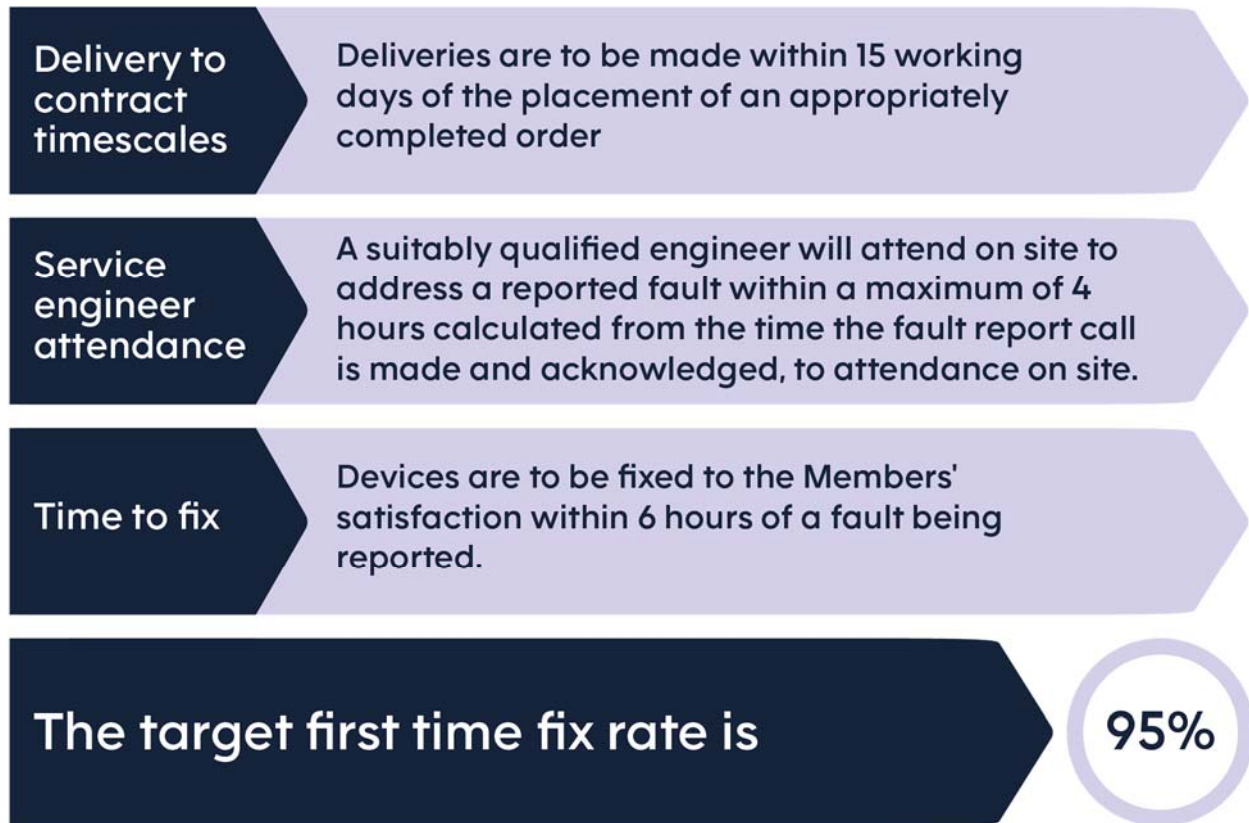 Delivery to
contract
timescales
Deliveries are to be made within 15 working
days of the placement of an appropriately
completed order
Service
engineer
attendance
A suitably qualified engineer will attend on site to
address a reported fault within a maximum of 4
hours calculated from the time the fault report call
is made and acknowledged, to attendance on site.
Time to fix
Devices are to be fixed to the Members'
satisfaction within 6 hours of a fault being
reported.
The target first time fix rate is
95%